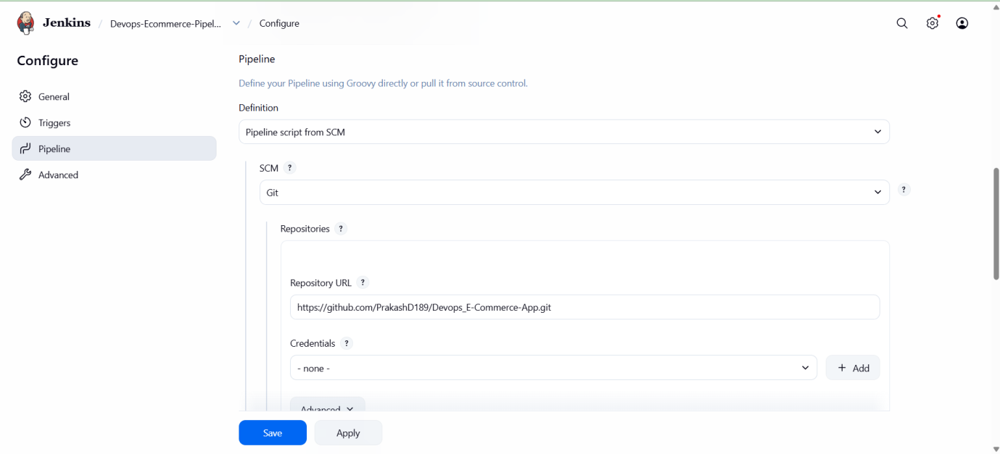 Jenkins / Devops-Ecommerce-Pipel... / Configure
Configure
General
Triggers
Pipeline
Advanced
Pipeline
Define your Pipeline using Groovy directly or pull it from source control.
Definition
Pipeline script from SCM
SCM ?
Git
?
Repositories ?
Repository URL ?
https://github.com/PrakashD189/Devops_E-Commerce-App.git
Credentials ?
- none -
+ Add
Advanced
Save
Apply